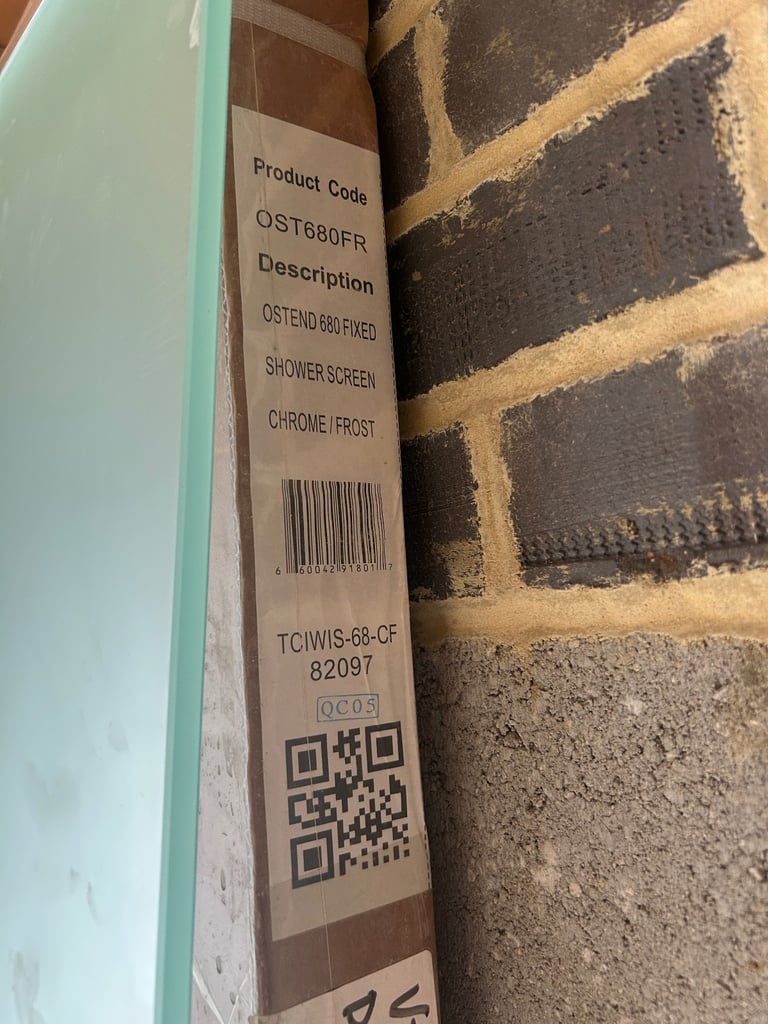 Product Code
OST680FR
Description
OSTEND 680 FIXED
SHOWER SCREEN
CHROME / FROST
6 60042 91801 7
TCIWIS-68-CF
82097
QC05